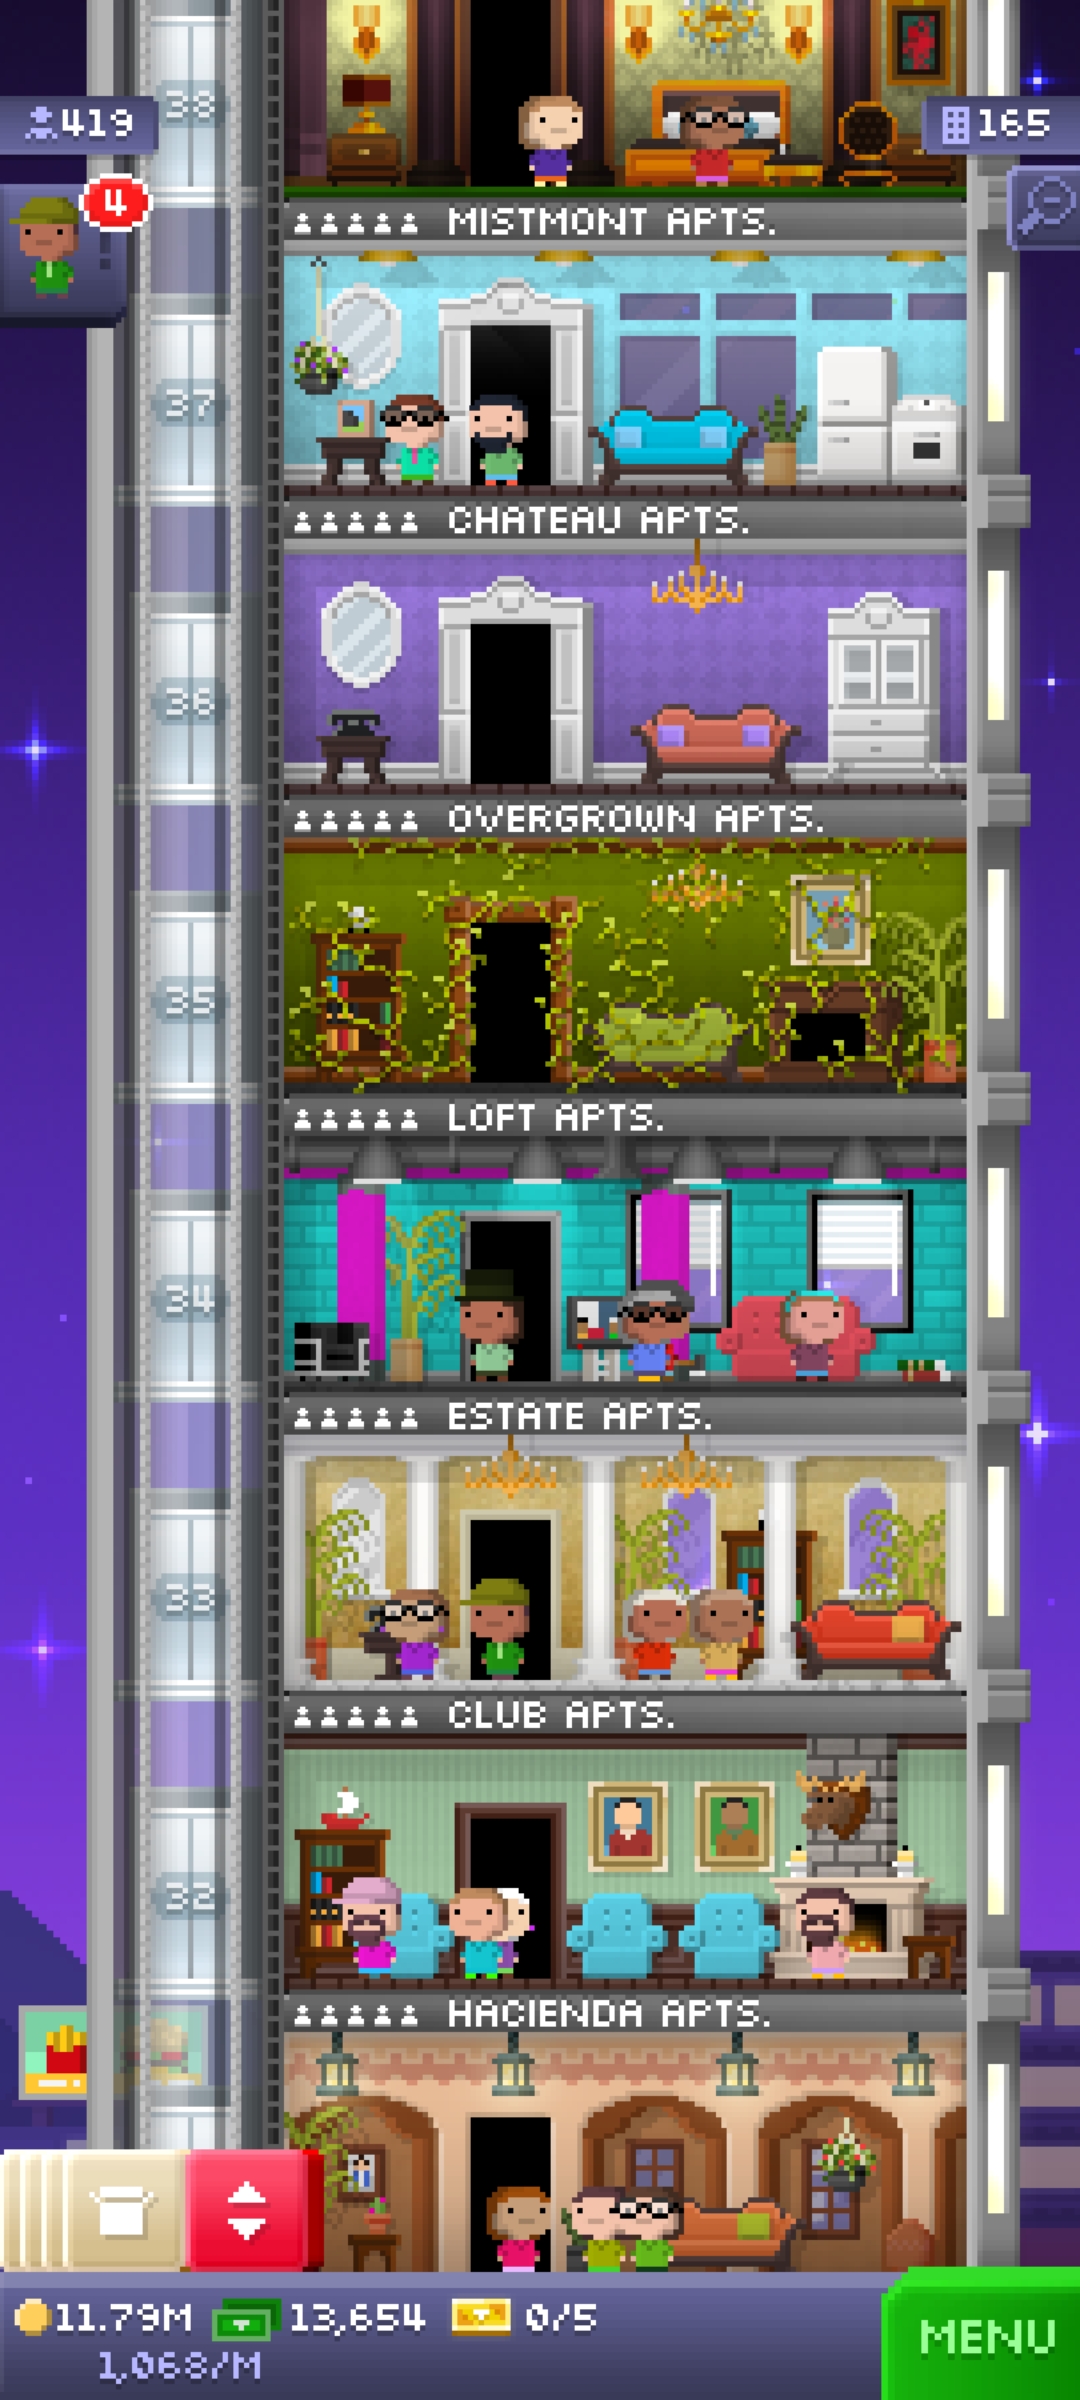 38
419
165
4
MISTMONT APTS.
37
CHATEAU APTS.
36
OVERGROWN APTS.
35
LOFT APTS.
34
ESTATE APTS.
33
CLUB APTS.
32
HACIENDA APTS.
11.79M 13,654 0/5
1,068/M
MENU